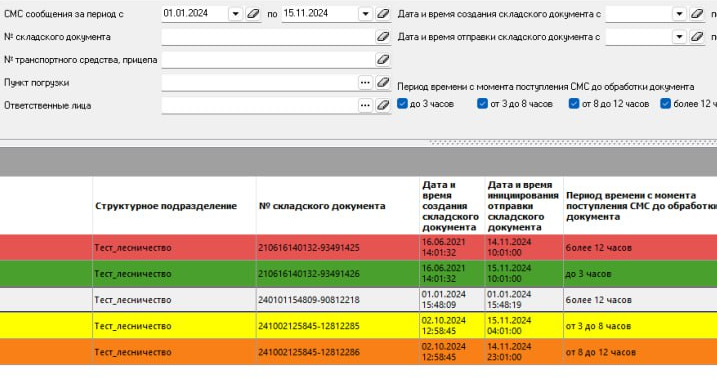 СМС сообщения за период с 01.01.2024 по 15.11.2024 Дата и время создания складского документа с
№ складского документа Дата и время отправки складского документа с
№ транспортного средства, прицепа
Пункт погрузки
Период времени с момента поступления СМС до обработки документа
Ответственные лица до 3 часов от 3 до 8 часов от 8 до 12 часов более 12
Структурное подразделение № складского документа Дата и время создания складского документа Дата и время инициирования отправки складского документа Период времени с момента поступления СМС до обработки документа
Тест_лесничество 210616140132-93491425 16.06.2021 14:01:32 14.11.2024 10:01:00 более 12 часов
Тест_лесничество 210616140132-93491426 16.06.2021 14:01:32 15.11.2024 10:01:00 до 3 часов
Тест_лесничество 240101154809-90812218 01.01.2024 15:48:09 01.01.2024 15:48:19 более 12 часов
Тест_лесничество 241002125845-12812285 02.10.2024 12:58:45 15.11.2024 04:01:00 от 3 до 8 часов
Тест_лесничество 241002125845-12812286 02.10.2024 12:58:45 14.11.2024 23:01:00 от 8 до 12 часов